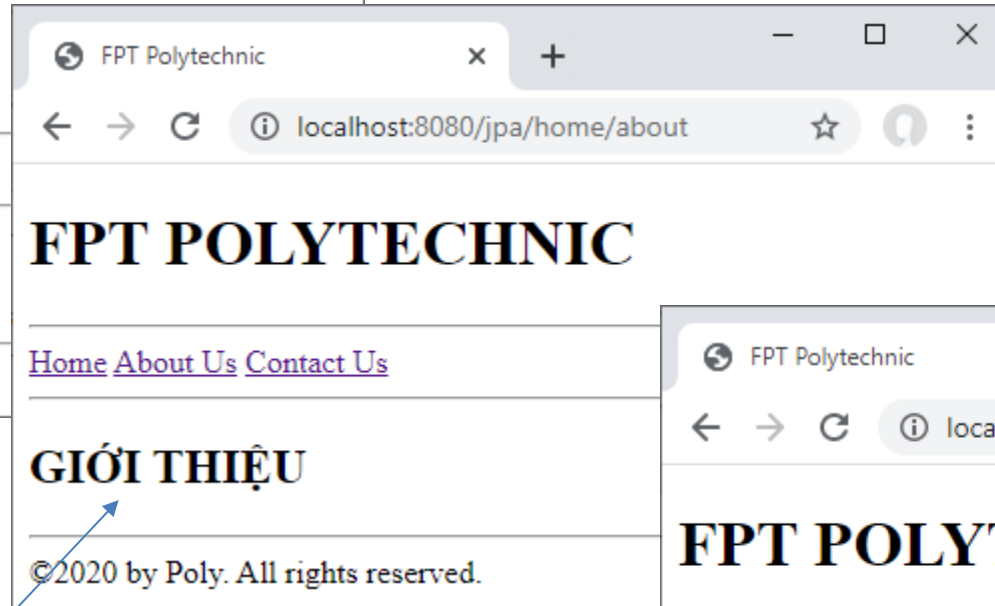 FPT Polytechnic
localhost:8080/jpa/home/about
FPT POLYTECHNIC
Home About Us Contact Us
GIỚI THIỆU
©2020 by Poly. All rights reserved.
FPT Polytechnic
loca
FPT POLY